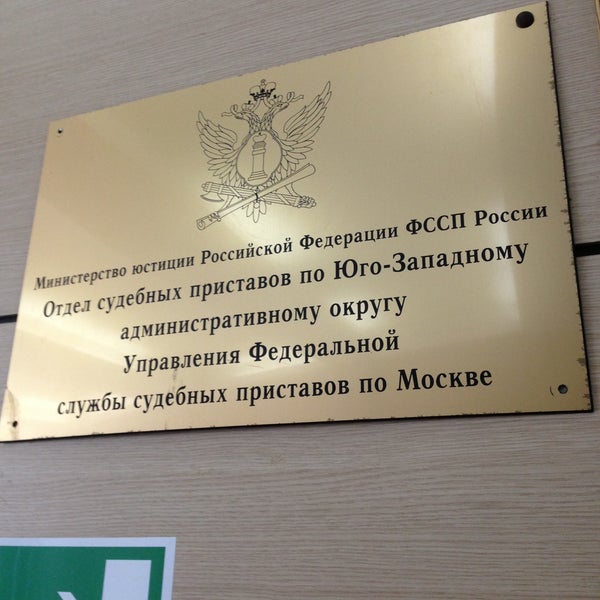 Министерство юстиции Российской Федерации ФССП России
Отдел судебных приставов по Юго-Западному
административному округу
Управления Федеральной
службы судебных приставов по Москве